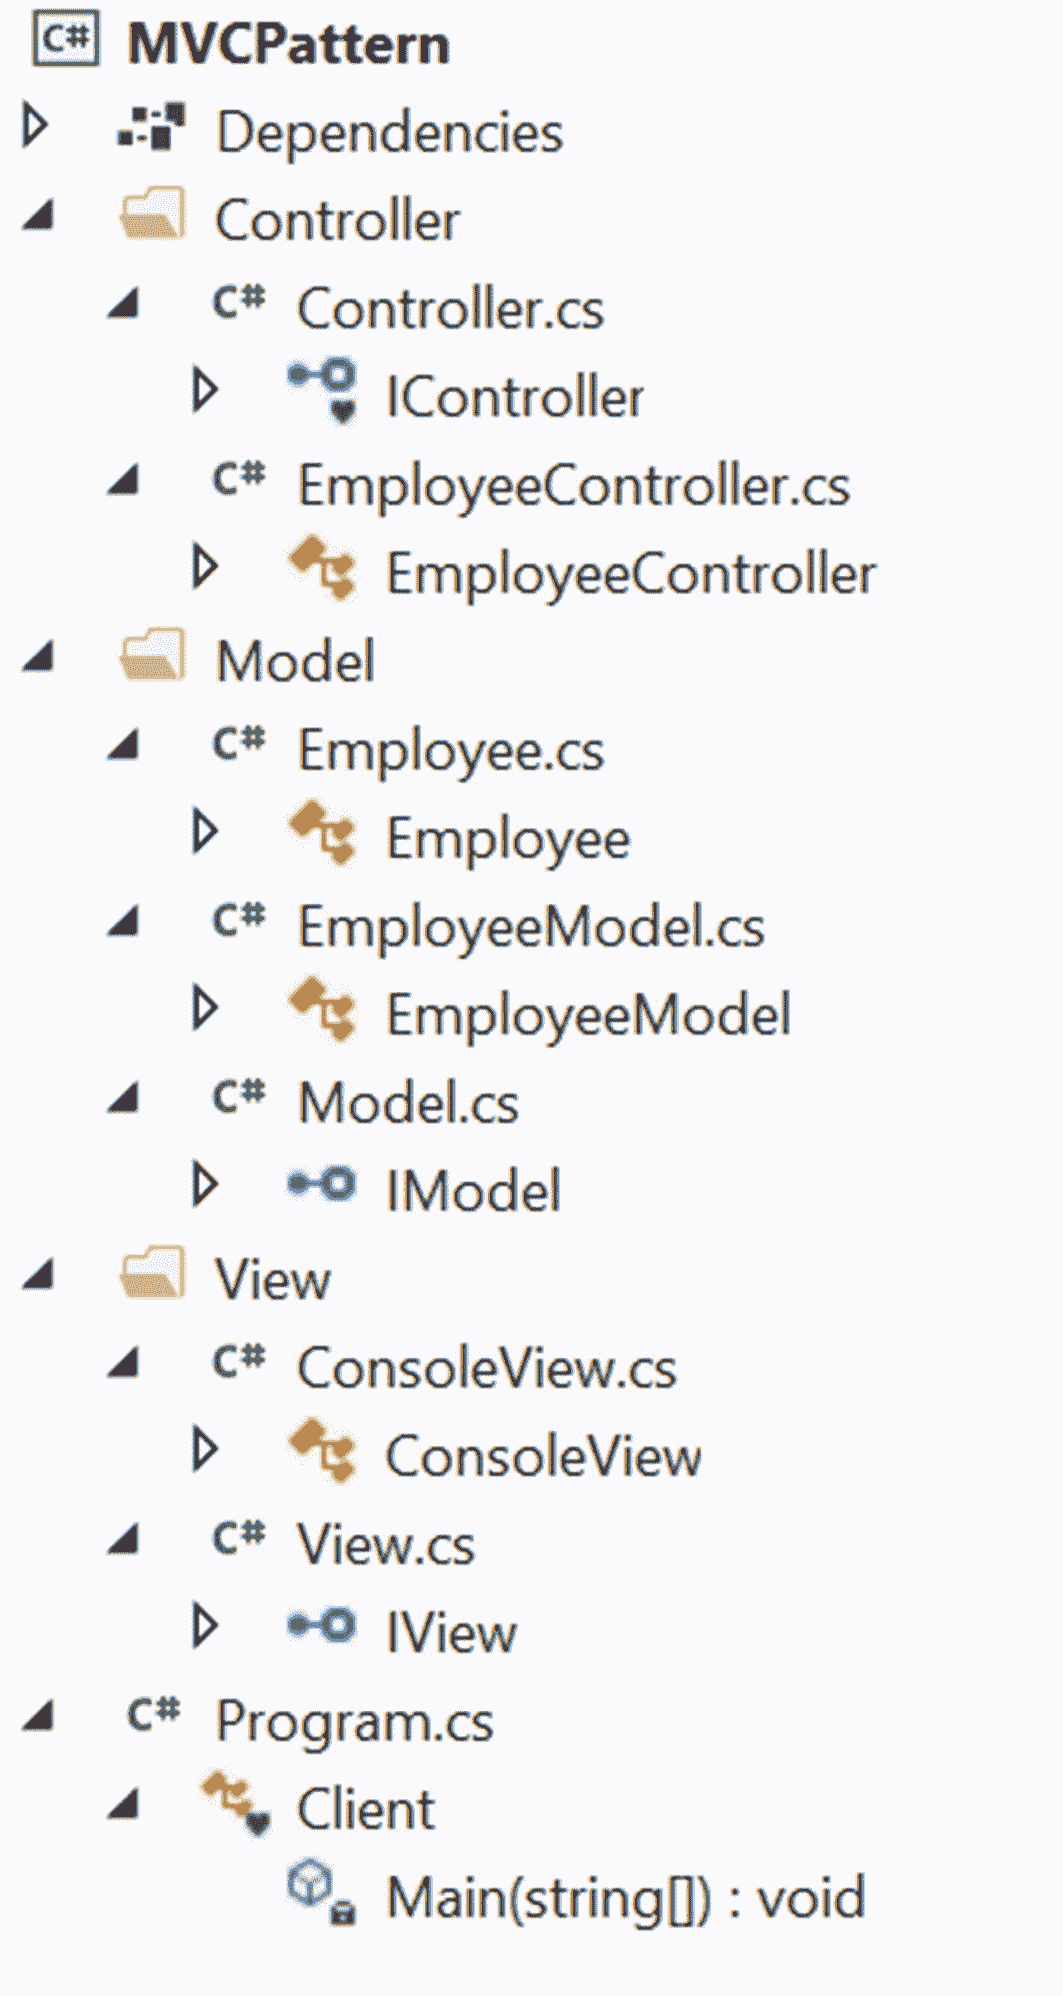 C# MVCPattern
Dependencies
Controller
C# Controller.cs
IController
C# EmployeeController.cs
EmployeeController
Model
C# Employee.cs
Employee
C# EmployeeModel.cs
EmployeeModel
C# Model.cs
IModel
View
C# ConsoleView.cs
ConsoleView
C# View.cs
IView
C# Program.cs
Client
Main(string[]) : void